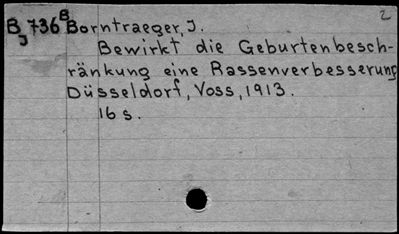 2
B 736 B Borntraeger, J.
J
Bewirkt die Geburtenbesch-
ränkung eine Rassenverbesserung
Düsseldorf, Voss, 1913.
16 s.